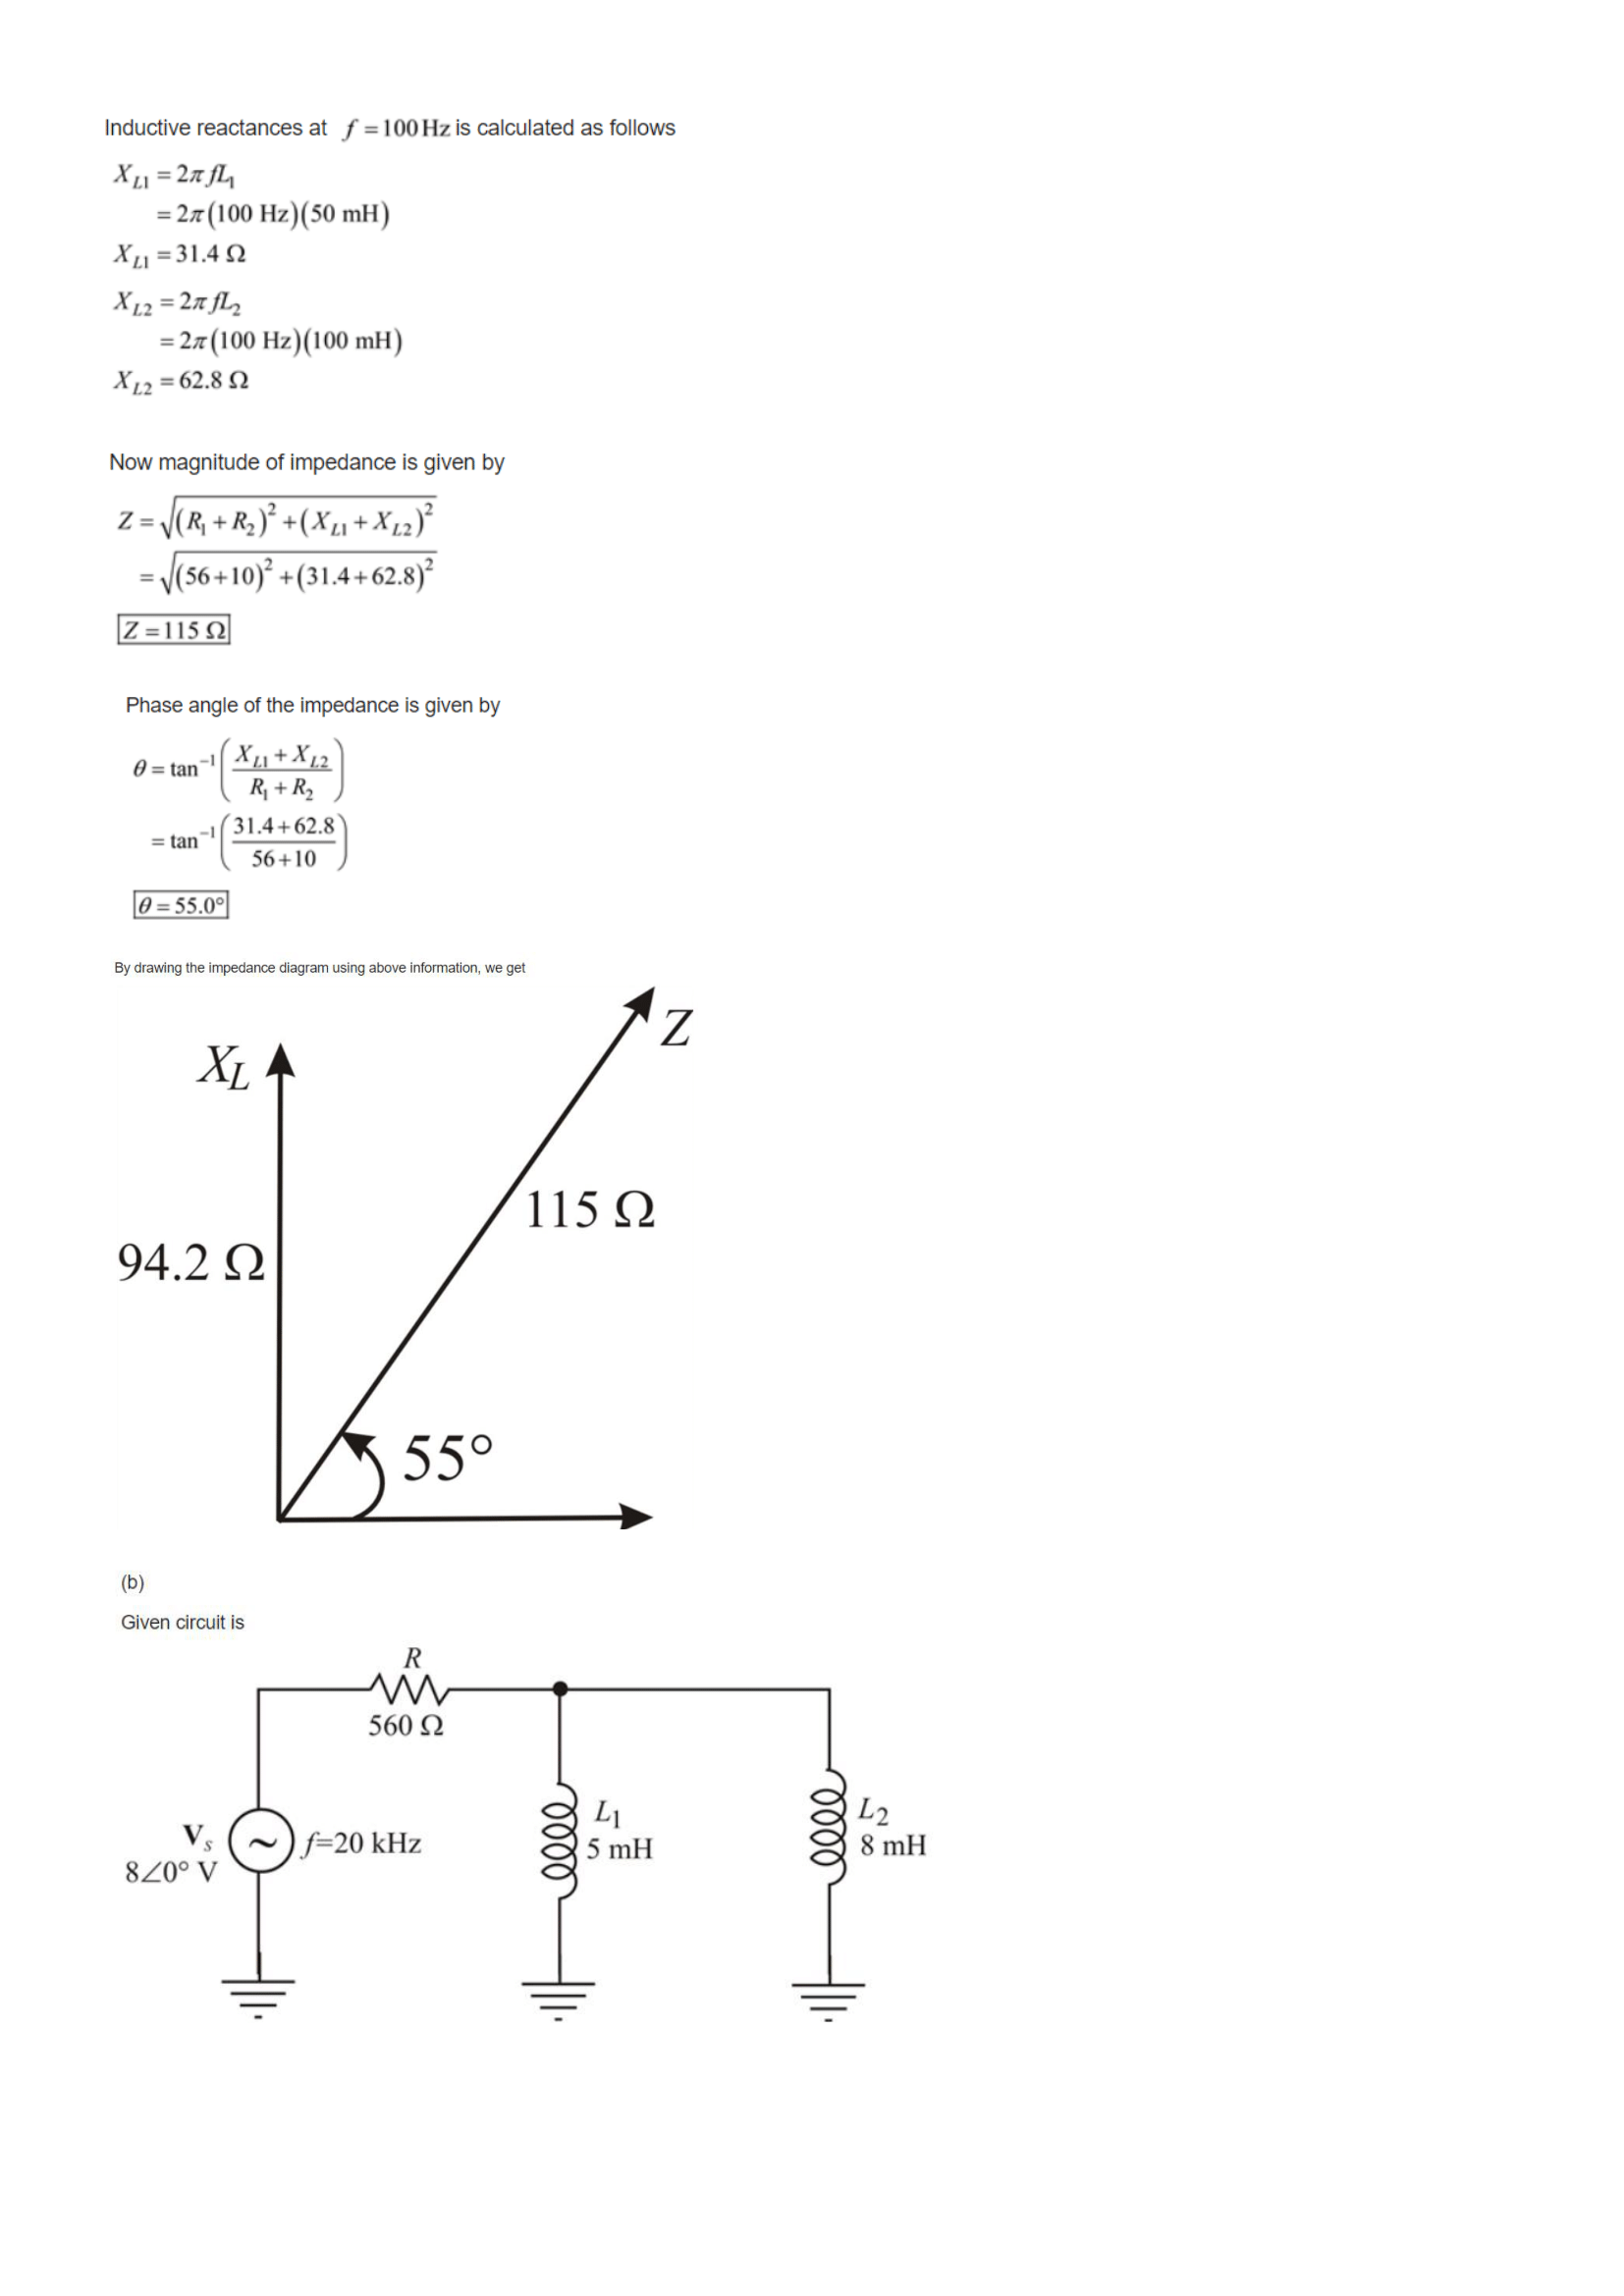 Inductive reactances at f = 100 Hz is calculated as follows
X_{L1} = 2π fL_1
= 2π(100 Hz)(50 mH)
X_{L1} = 31.4 Ω
X_{L2} = 2π fL_2
= 2π(100 Hz)(100 mH)
X_{L2} = 62.8 Ω
Now magnitude of impedance is given by
Z = √((R_1 + R_2)² + (X_{L1} + X_{L2})²)
= √((56+10)² + (31.4+62.8)²)
Z = 115 Ω
Phase angle of the impedance is given by
θ = tan⁻¹((X_{L1} + X_{L2})/(R_1 + R_2))
= tan⁻¹((31.4+62.8)/(56+10))
θ = 55.0°
By drawing the impedance diagram using above information, we get
Z
X_L
115 Ω
94.2 Ω
55°
(b)
Given circuit is
R
560 Ω
L_1
5 mH
L_2
8 mH
V_s
8∠0° V
~
f=20 kHz